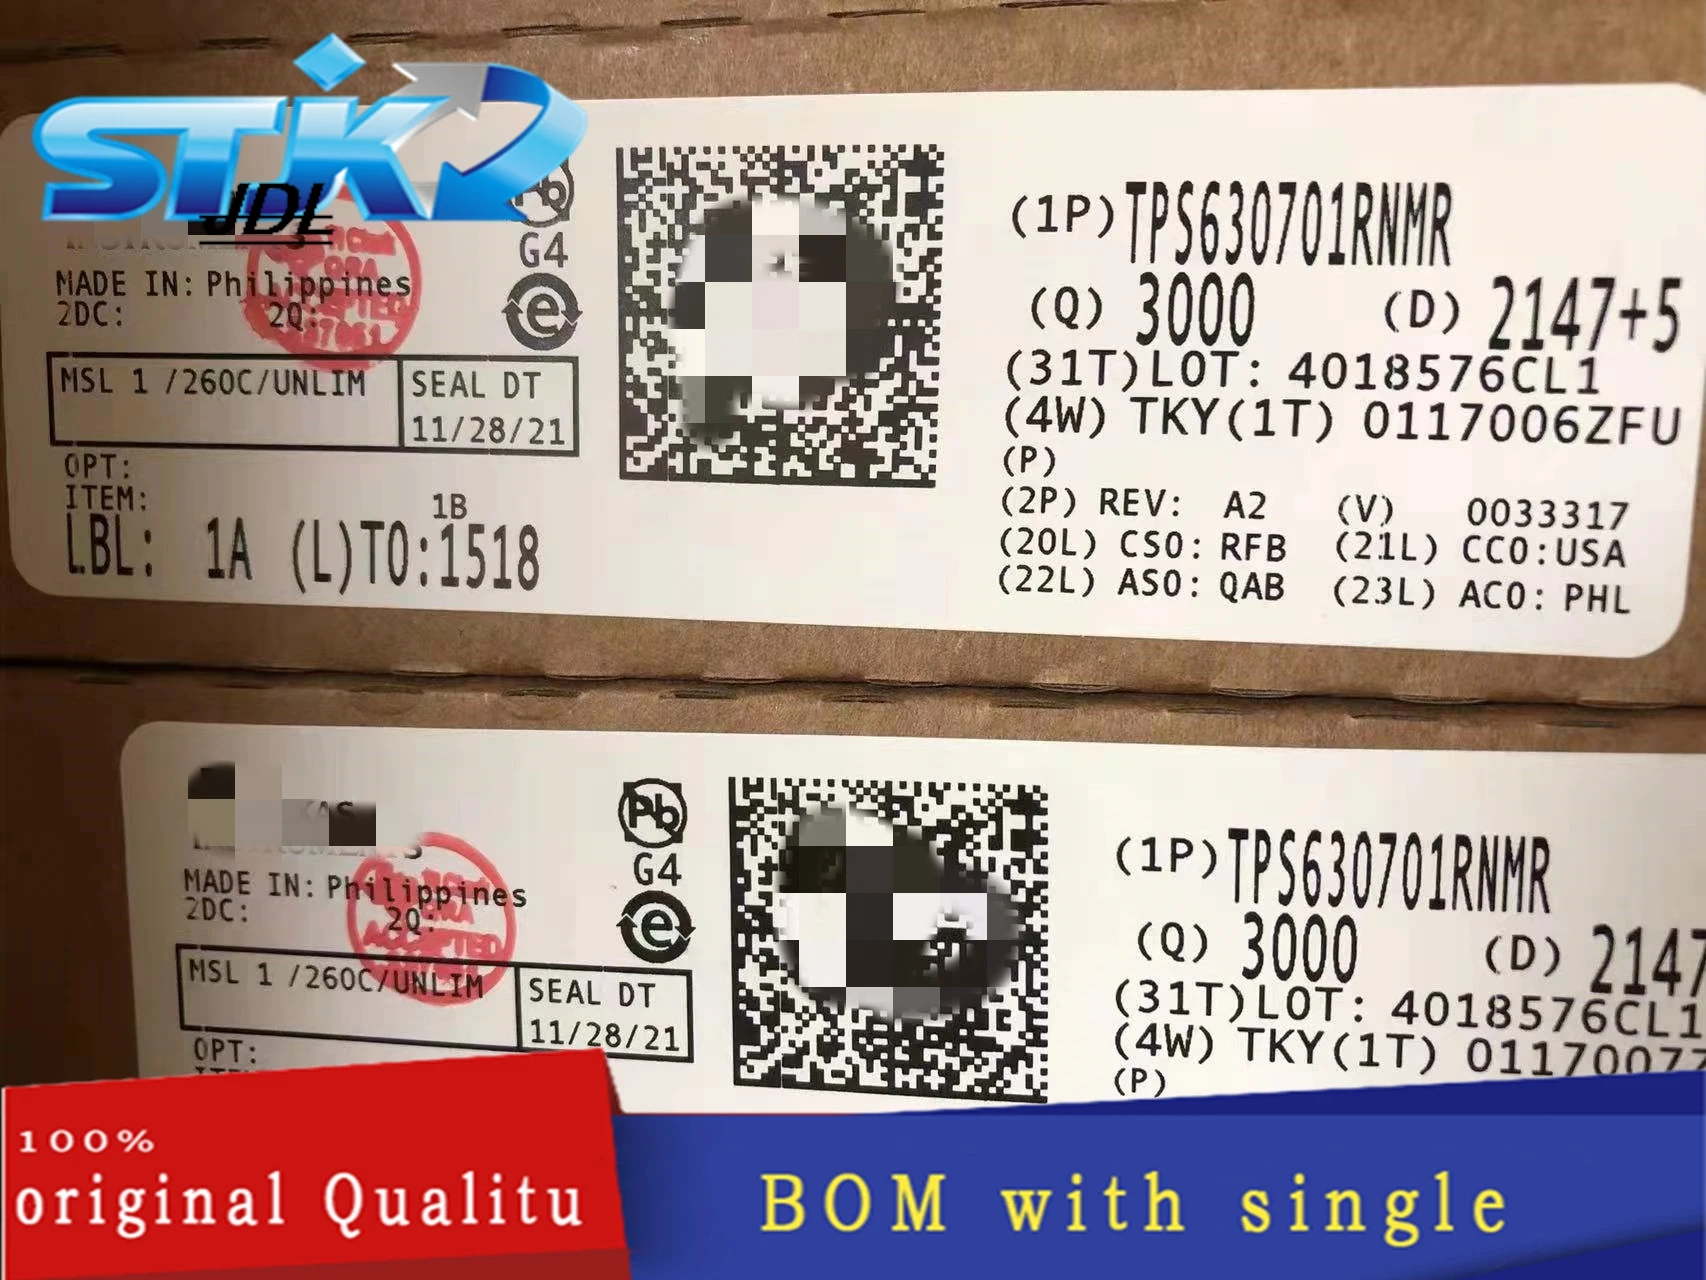 STK
JDL
G4
MADE IN: Philippines
2DC: 2Q:
MSL 1 /260C/UNLIM
SEAL DT
11/28/21
OPT:
ITEM:
1B
LBL: 1A (L)TO:1518
(1P) TPS630701RNMR
(Q) 3000 (D) 2147+5
(31T)LOT: 4018576CL1
(4W) TKY(1T) 0117006ZFU
(P)
(2P) REV: A2 (V) 0033317
(20L) CSO: RFB (21L) CCO:USA
(22L) ASO: QAB (23L) ACO: PHL
Pb
G4
MADE IN: Philippines
2DC: 2Q:
ACCEPTED
MSL 1 /260C/UNLIM
SEAL DT
11/28/21
OPT:
(1P) TPS630701RNMR
(Q) 3000 (D) 2147
(31T)LOT: 4018576CL1
(4W) TKY(1T)
(P)
100%
original Qualitu
BOM with single